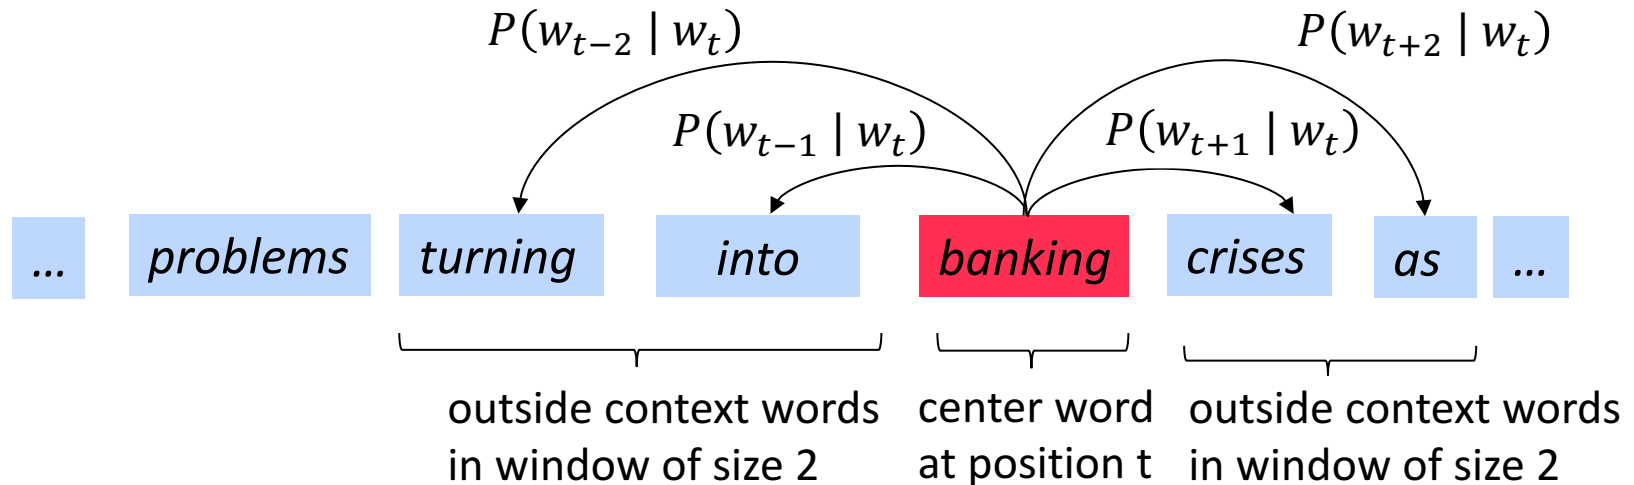 P(w_{t−2} | w_t) P(w_{t+2} | w_t)
P(w_{t−1} | w_t) P(w_{t+1} | w_t)
... problems turning into banking crises as ...
outside context words
in window of size 2
center word
at position t
outside context words
in window of size 2